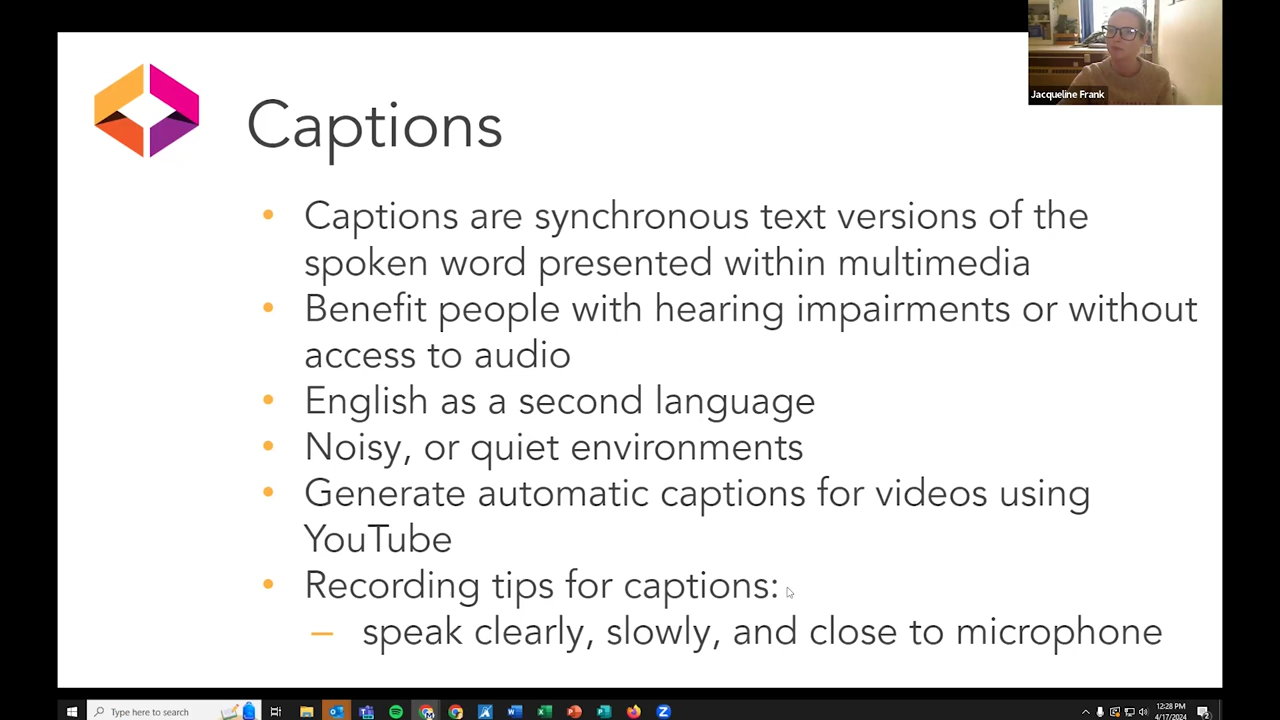 Jacqueline Frank
Captions
• Captions are synchronous text versions of the
spoken word presented within multimedia
• Benefit people with hearing impairments or without
access to audio
• English as a second language
• Noisy, or quiet environments
• Generate automatic captions for videos using
YouTube
• Recording tips for captions:
– speak clearly, slowly, and close to microphone
Type here to search
12:28 PM
4/17/2024